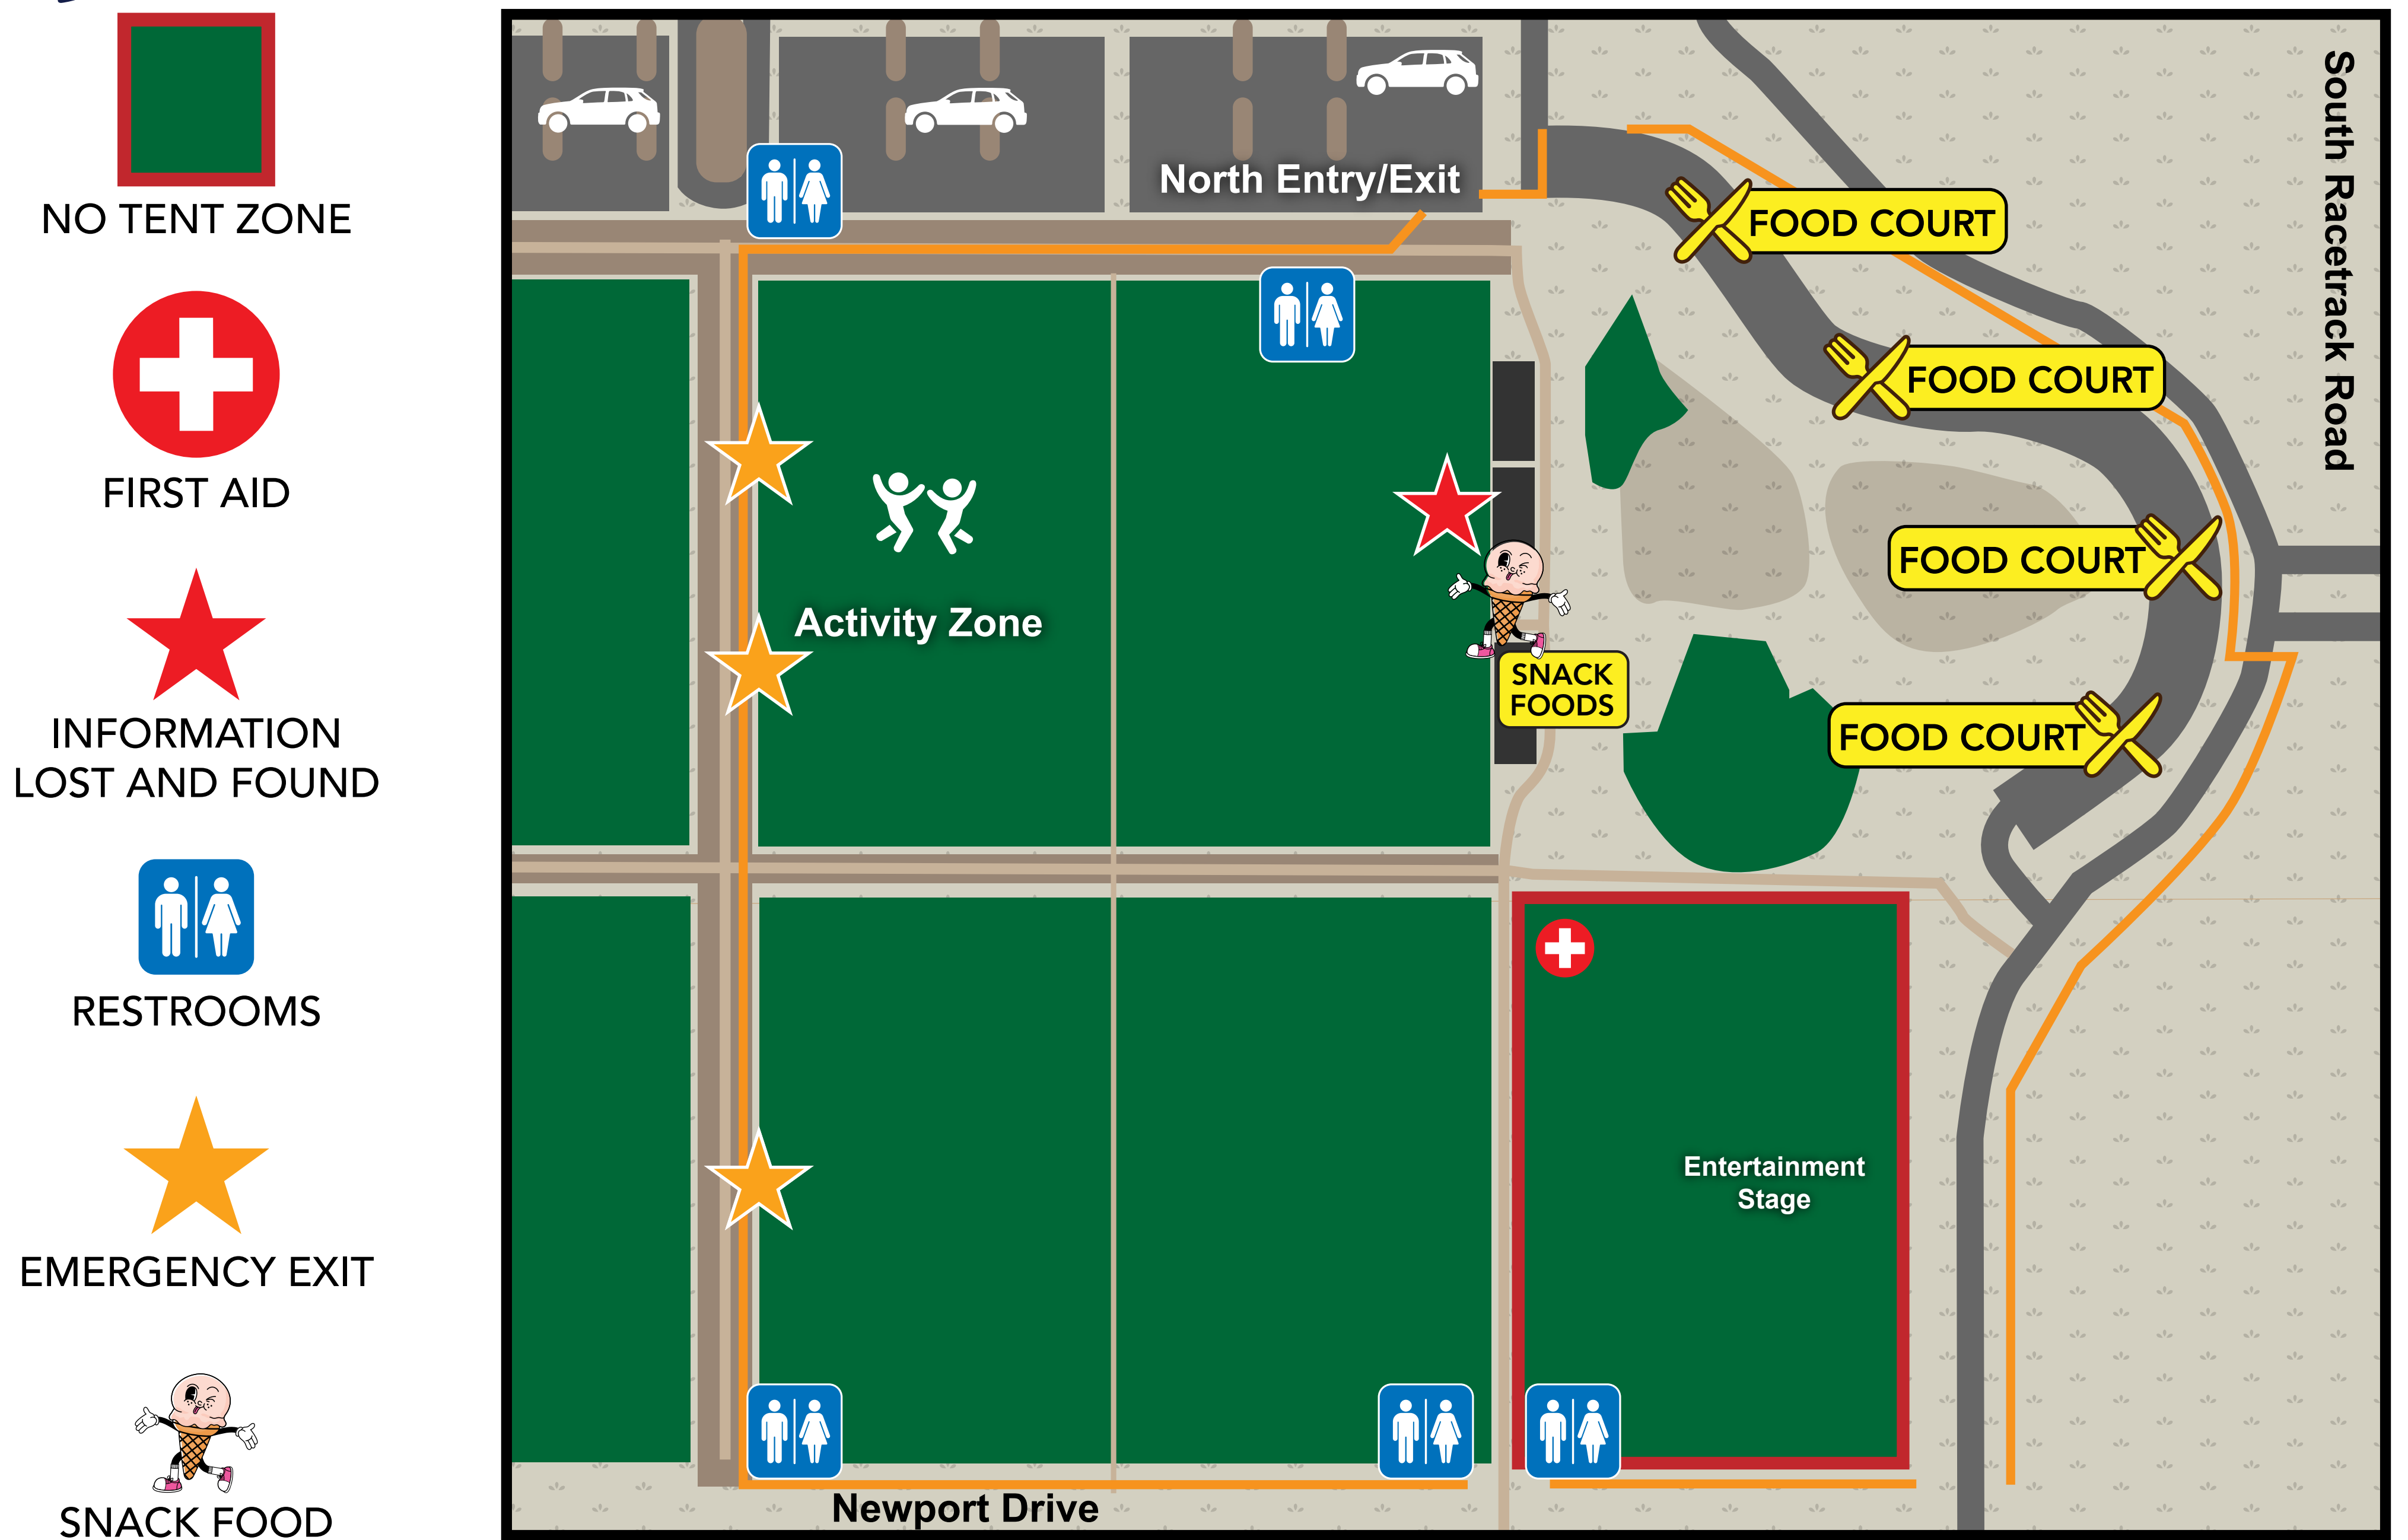 NO TENT ZONE
FIRST AID
INFORMATION
LOST AND FOUND
RESTROOMS
EMERGENCY EXIT
SNACK FOOD
North Entry/Exit
South Racetrack Road
FOOD COURT
FOOD COURT
FOOD COURT
FOOD COURT
Activity Zone
SNACK
FOODS
Entertainment
Stage
Newport Drive